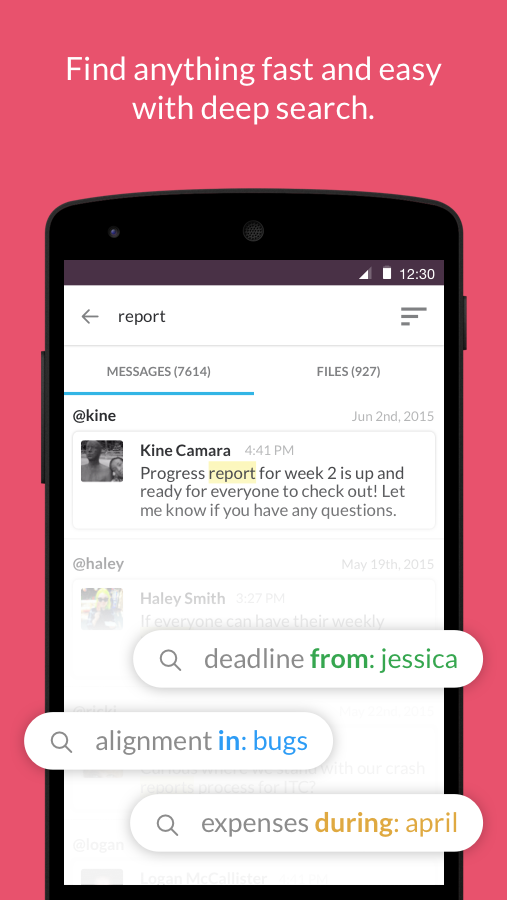 Find anything fast and easy
with deep search.
12:30
report
MESSAGES (7614)
FILES (927)
@kine
Jun 2nd, 2015
Kine Camara 4:41 PM
Progress report for week 2 is up and
ready for everyone to check out! Let
me know if you have any questions.
@haley
May 19th, 2015
Haley Smith 3:27 PM
If everyone can have their weekly
deadline from: jessica
alignment in: bugs
Curious where we stand with our crash
reports process for ITC?
expenses during: april
@logan
Logan McCallister